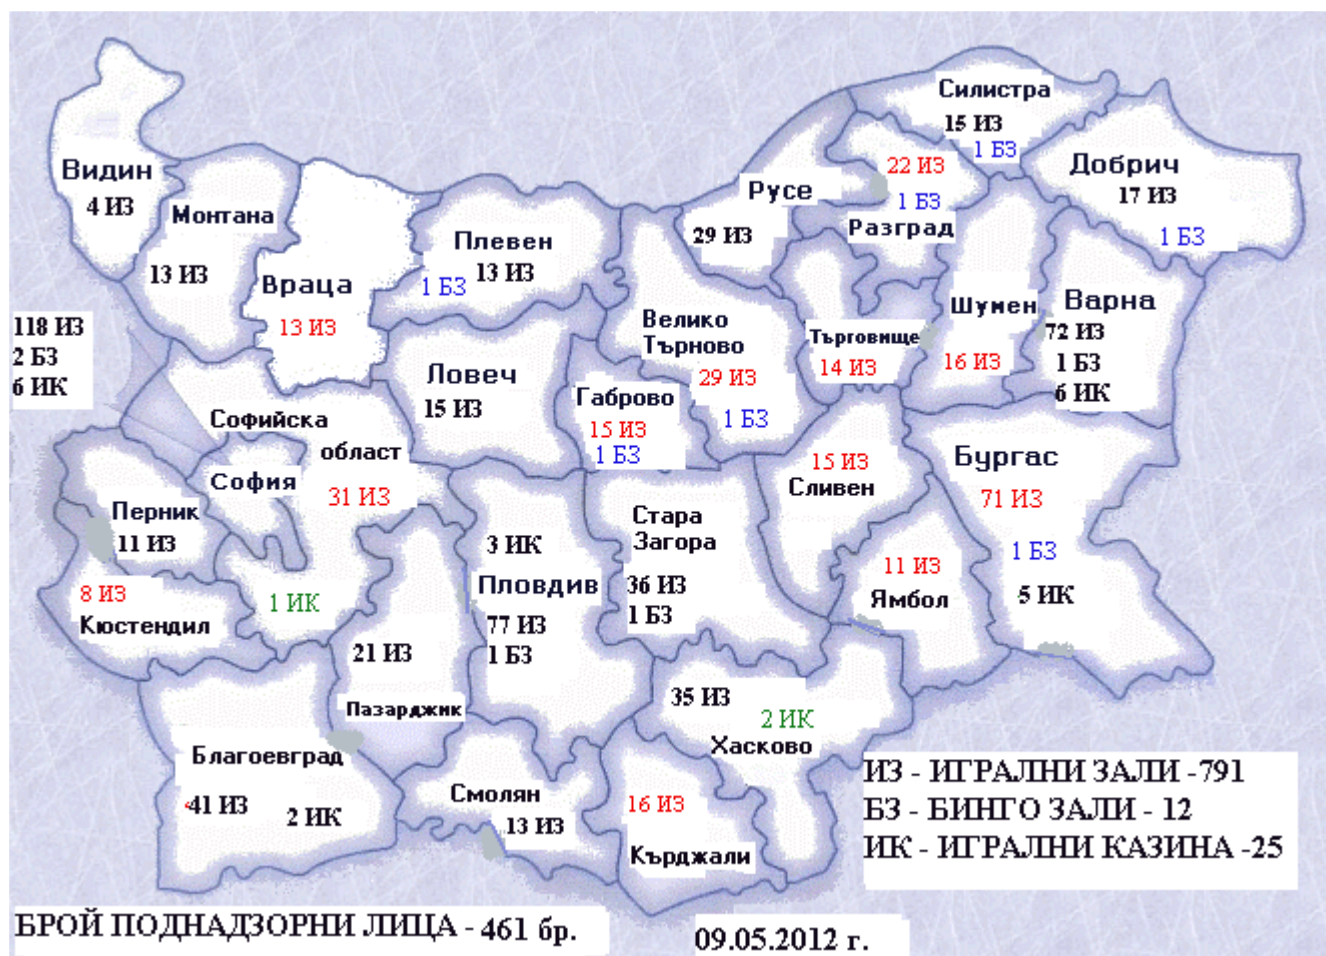 Силистра
15 ИЗ
1 БЗ
Добрич
17 ИЗ
1 БЗ
Видин
4 ИЗ
Монтана
13 ИЗ
Враца
13 ИЗ
Плевен
1 БЗ
13 ИЗ
Русе
29 ИЗ
22 ИЗ
1 БЗ
Разград
Шумен
16 ИЗ
Варна
72 ИЗ
1 БЗ
6 ИК
Велико
Търново
29 ИЗ
1 БЗ
Търговище
14 ИЗ
118 ИЗ
2 БЗ
6 ИК
Ловеч
15 ИЗ
Габрово
15 ИЗ
1 БЗ
Софийска
област
31 ИЗ
1 ИК
София
Перник
11 ИЗ
8 ИЗ
Кюстендил
3 ИК
Пловдив
77 ИЗ
1 БЗ
Стара
Загора
36 ИЗ
1 БЗ
15 ИЗ
Сливен
Бургас
71 ИЗ
1 БЗ
5 ИК
11 ИЗ
Ямбол
21 ИЗ
Пазарджик
Благоевград
41 ИЗ
2 ИК
Смолян
13 ИЗ
35 ИЗ
2 ИК
Хасково
16 ИЗ
Кърджали
ИЗ - ИГРАЛНИ ЗАЛИ -791
БЗ - БИНГО ЗАЛИ - 12
ИК - ИГРАЛНИ КАЗИНА -25
БРОЙ ПОДНАДЗОРНИ ЛИЦА - 461 бр.
09.05.2012 г.